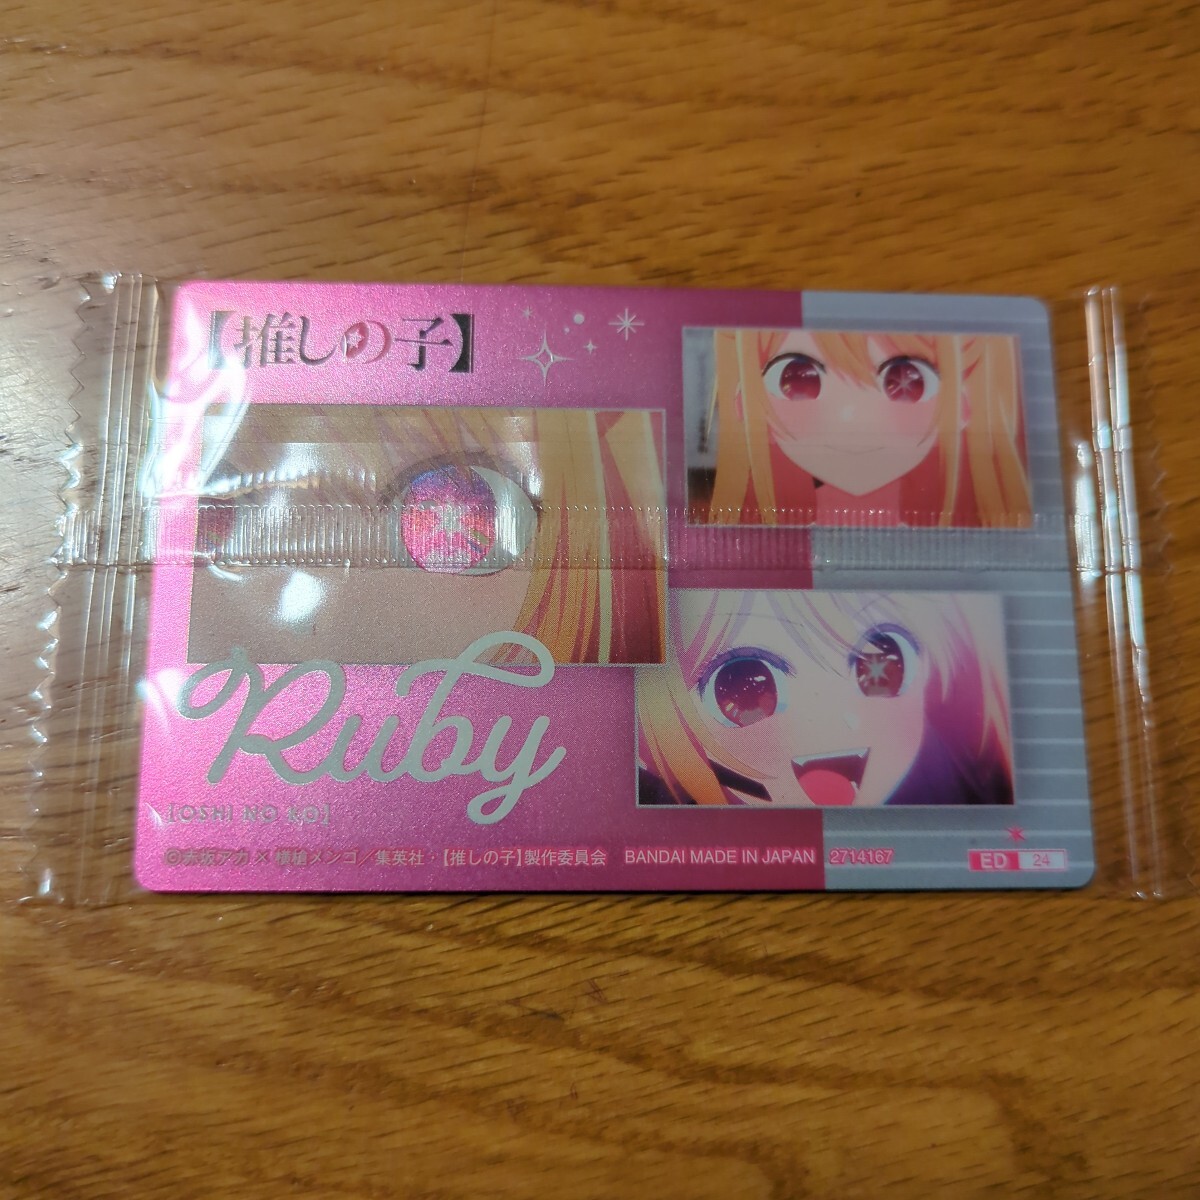 【推しの子】
Ruby
[OSHI NO KO]
©赤坂アカ×横槍メンゴ／集英社・【推しの子】製作委員会 BANDAI MADE IN JAPAN 2714167
ED 24